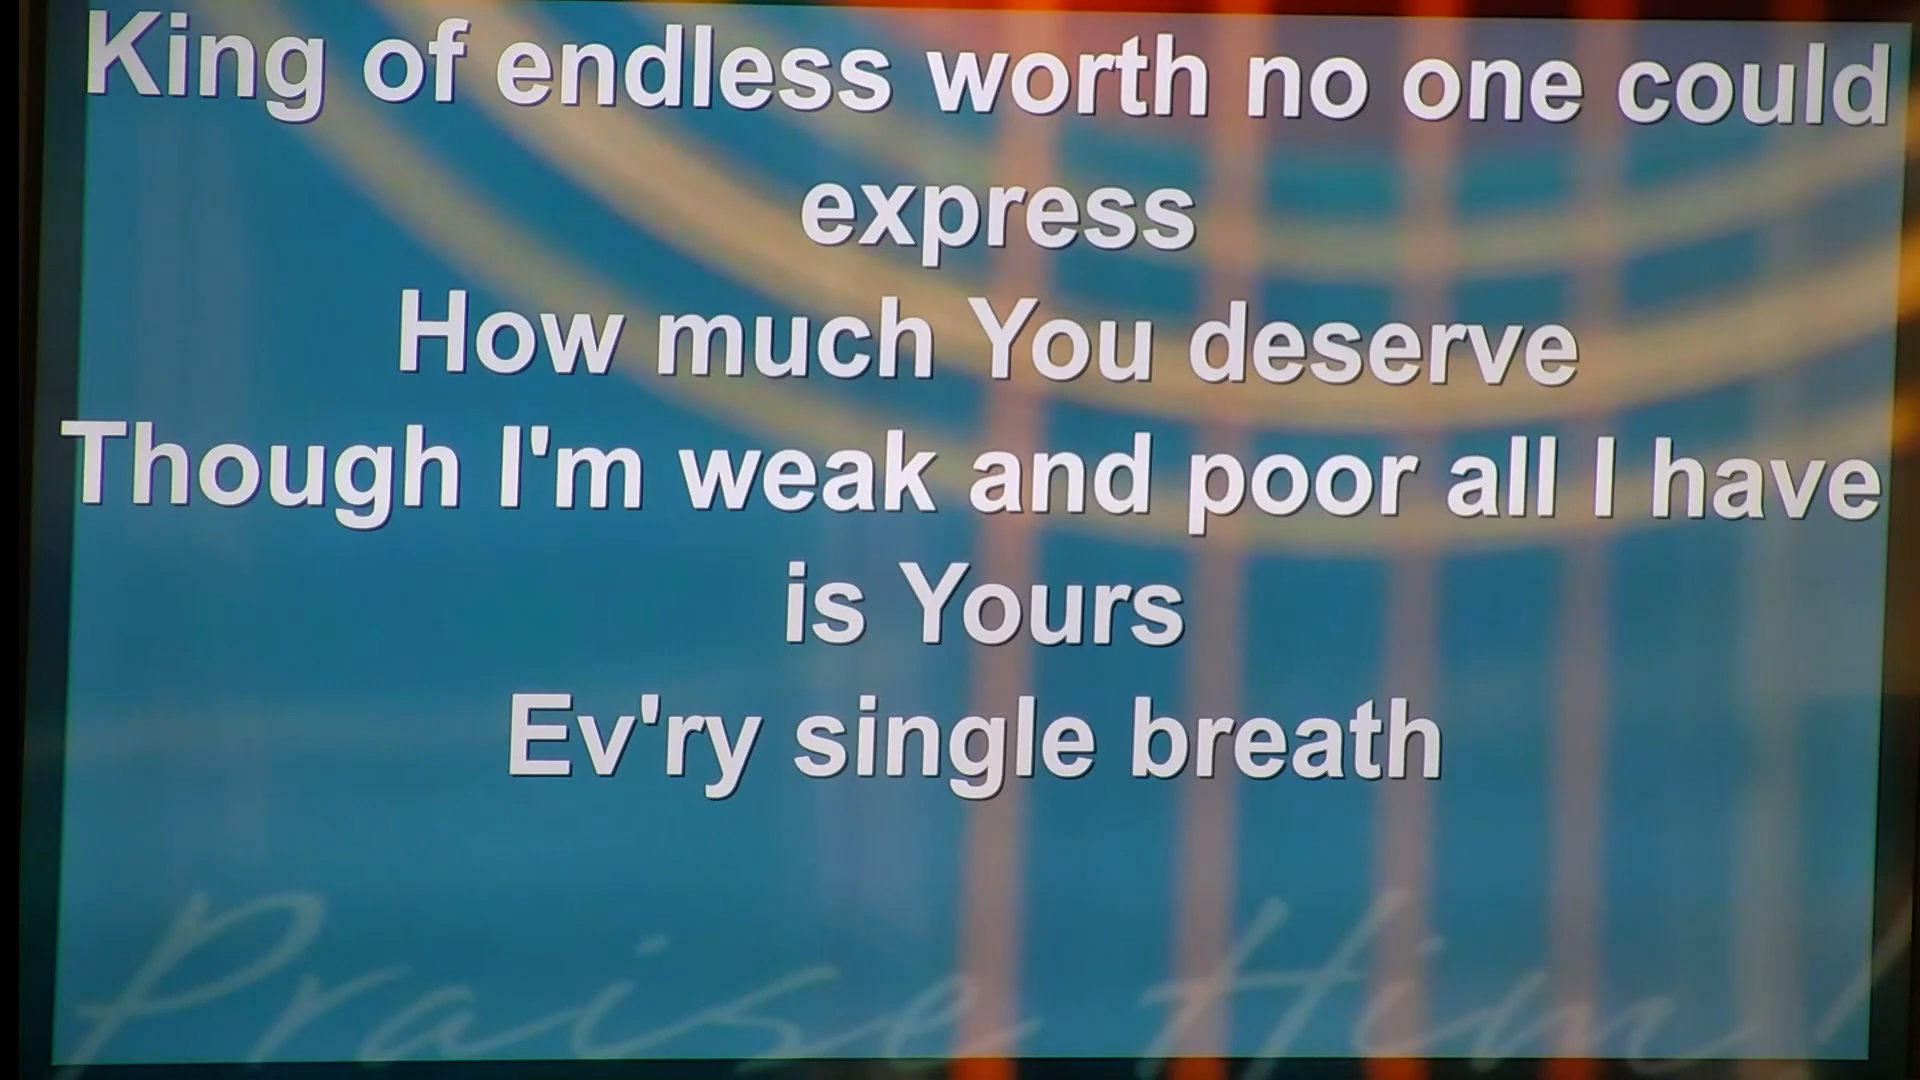 King of endless worth no one could
express
How much You deserve
Though I'm weak and poor all I have
is Yours
Ev'ry single breath
Praise Him!